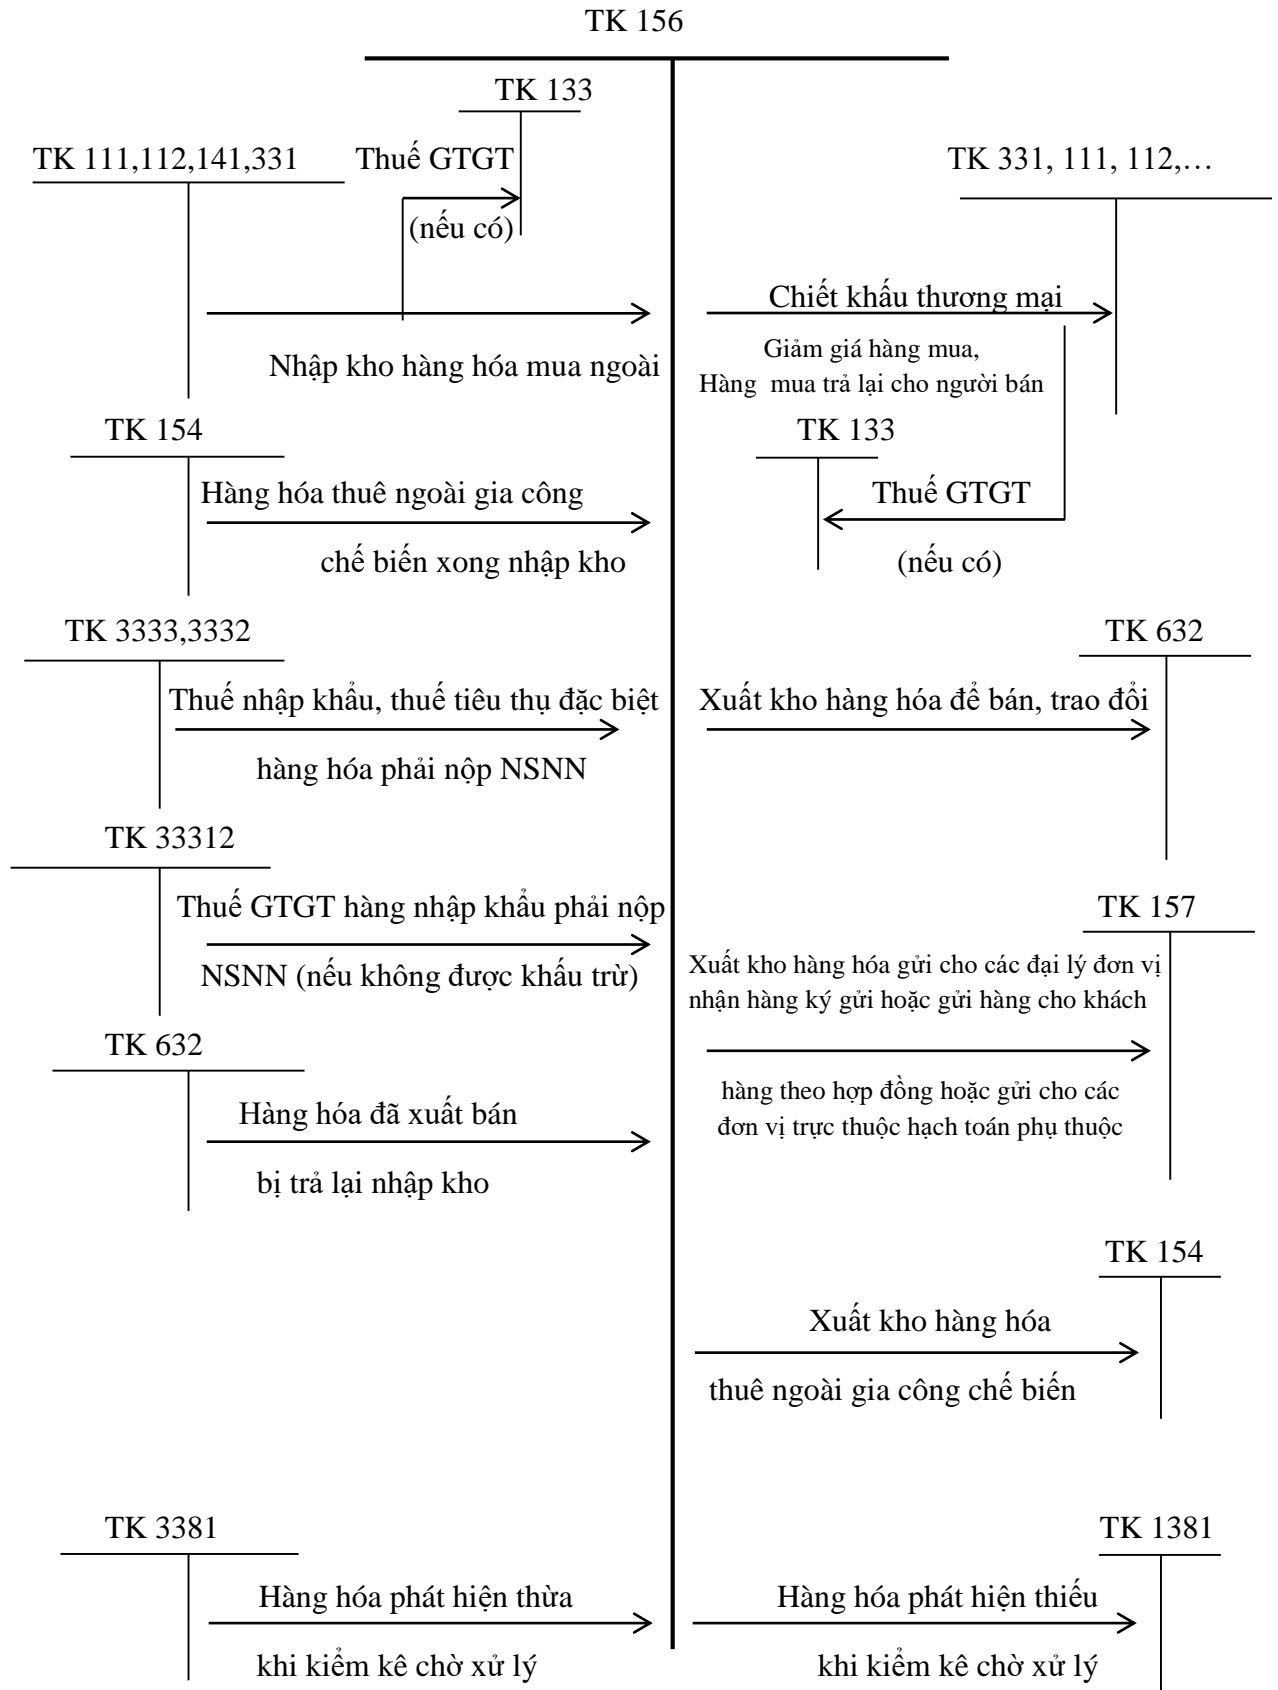 TK 156
TK 133
TK 111,112,141,331
Thuế GTGT
TK 331, 111, 112,…
(nếu có)
Chiết khấu thương mại
Nhập kho hàng hóa mua ngoài
Giảm giá hàng mua,
Hàng mua trả lại cho người bán
TK 154
TK 133
Hàng hóa thuê ngoài gia công
Thuế GTGT
chế biến xong nhập kho
(nếu có)
TK 3333,3332
TK 632
Thuế nhập khẩu, thuế tiêu thụ đặc biệt
Xuất kho hàng hóa để bán, trao đổi
hàng hóa phải nộp NSNN
TK 33312
Thuế GTGT hàng nhập khẩu phải nộp
TK 157
NSNN (nếu không được khấu trừ)
Xuất kho hàng hóa gửi cho các đại lý đơn vị
nhận hàng ký gửi hoặc gửi hàng cho khách
TK 632
hàng theo hợp đồng hoặc gửi cho các
Hàng hóa đã xuất bán
đơn vị trực thuộc hạch toán phụ thuộc
bị trả lại nhập kho
TK 154
Xuất kho hàng hóa
thuê ngoài gia công chế biến
TK 3381
TK 1381
Hàng hóa phát hiện thừa
Hàng hóa phát hiện thiếu
khi kiểm kê chờ xử lý
khi kiểm kê chờ xử lý